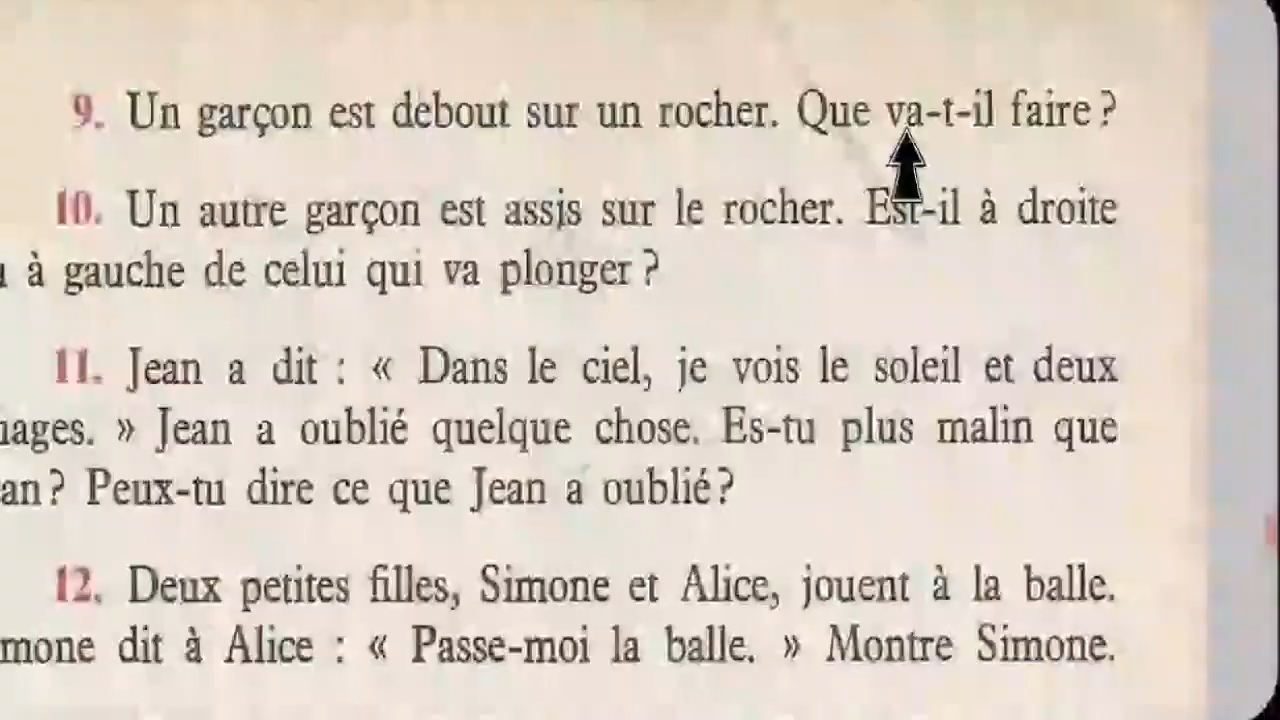 9. Un garçon est debout sur un rocher. Que va-t-il faire ?
10. Un autre garçon est assis sur le rocher. Est-il à droite
à gauche de celui qui va plonger ?
11. Jean a dit : « Dans le ciel, je vois le soleil et deux
» Jean a oublié quelque chose. Es-tu plus malin que
Peux-tu dire ce que Jean a oublié ?
12. Deux petites filles, Simone et Alice, jouent à la balle.
dit à Alice : « Passe-moi la balle. » Montre Simone.